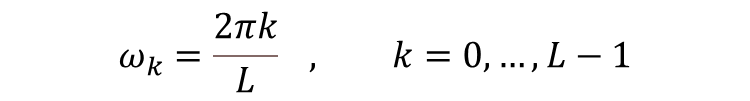 ωₖ = 2πk / L , k = 0, … , L − 1